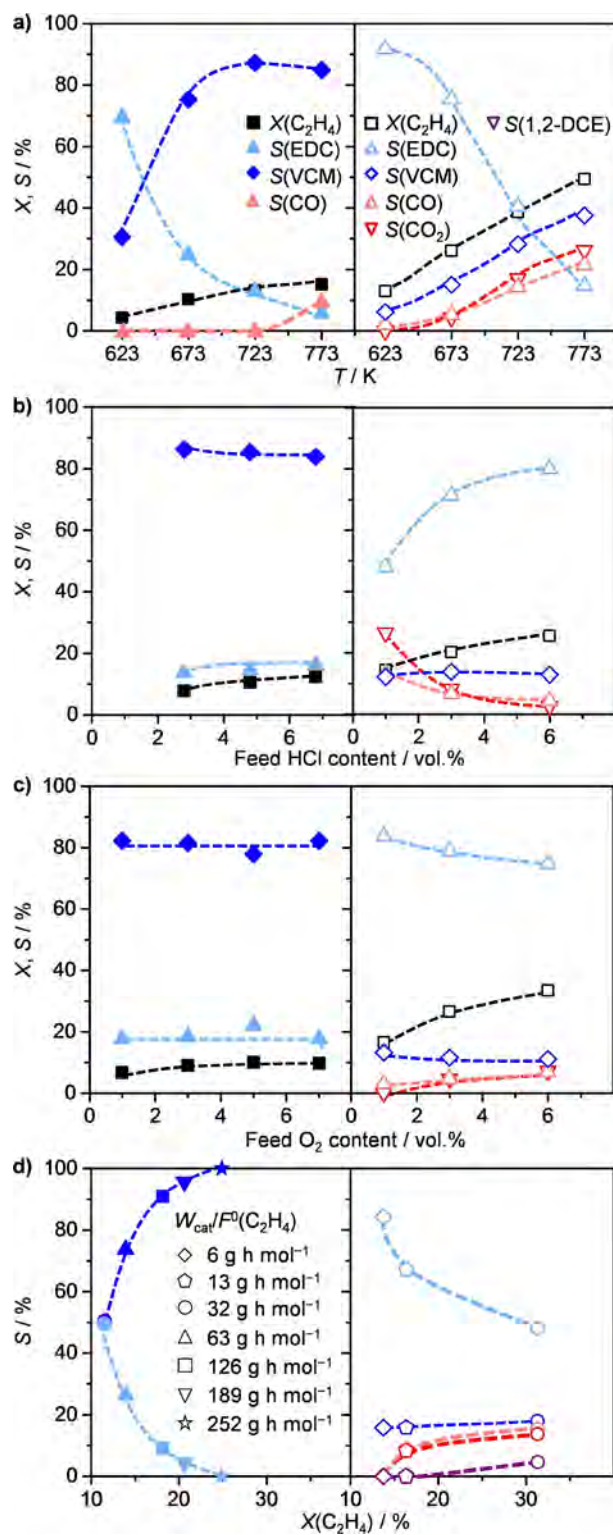 a)
100
80
60
40
20
0
X, S / %
X(C₂H₄)
S(EDC)
S(VCM)
S(CO)
X(C₂H₄)
S(EDC)
S(VCM)
S(CO)
S(CO₂)
S(1,2-DCE)
623 673 723 773 623 673 723 773
T / K
b)
100
80
60
40
20
0
X, S / %
0 2 4 6 0 2 4 6
Feed HCl content / vol.%
c)
100
80
60
40
20
0
X, S / %
0 2 4 6 0 2 4 6
Feed O₂ content / vol.%
d)
100
80
60
40
20
0
S / %
W_cat/F⁰(C₂H₄)
6 g h mol⁻¹
13 g h mol⁻¹
32 g h mol⁻¹
63 g h mol⁻¹
126 g h mol⁻¹
189 g h mol⁻¹
252 g h mol⁻¹
10 20 30 10 20 30
X(C₂H₄) / %